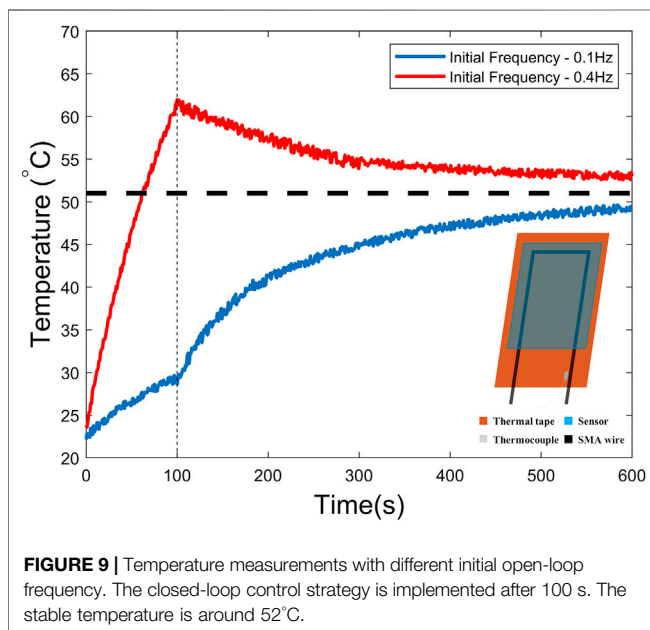 70
65
60
55
50
45
40
35
30
25
20
Temperature (°C)
Initial Frequency - 0.1Hz
Initial Frequency - 0.4Hz
Thermal tape Sensor
Thermocouple SMA wire
0 100 200 300 400 500 600
Time(s)
FIGURE 9 | Temperature measurements with different initial open-loop
frequency. The closed-loop control strategy is implemented after 100 s. The
stable temperature is around 52°C.